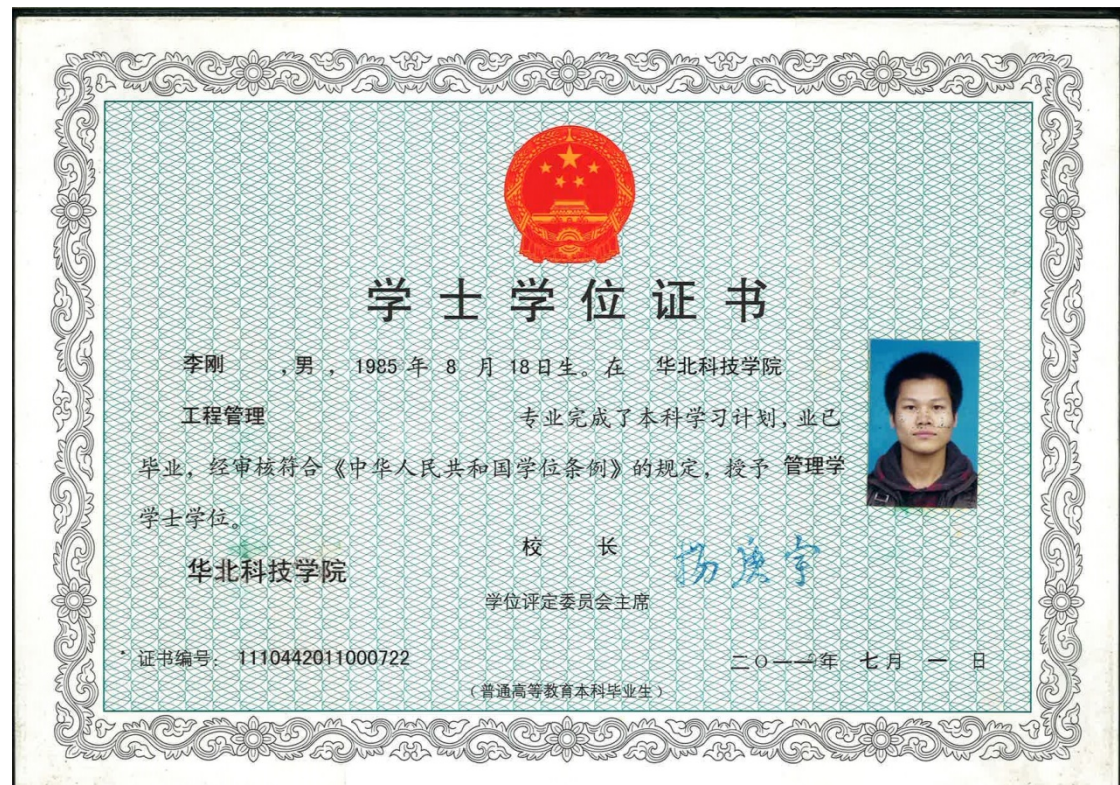 学士学位证书
李刚 ，男， 1985 年 8 月 18日生。在 华北科技学院
工程管理 专业完成了本科学习计划，业已
毕业，经审核符合《中华人民共和国学位条例》的规定，授予 管理学
学士学位。
校 长 杨庚宇
华北科技学院
学位评定委员会主席
证书编号： 1110442011000722
二〇一一年 七月 一 日
（普通高等教育本科毕业生）